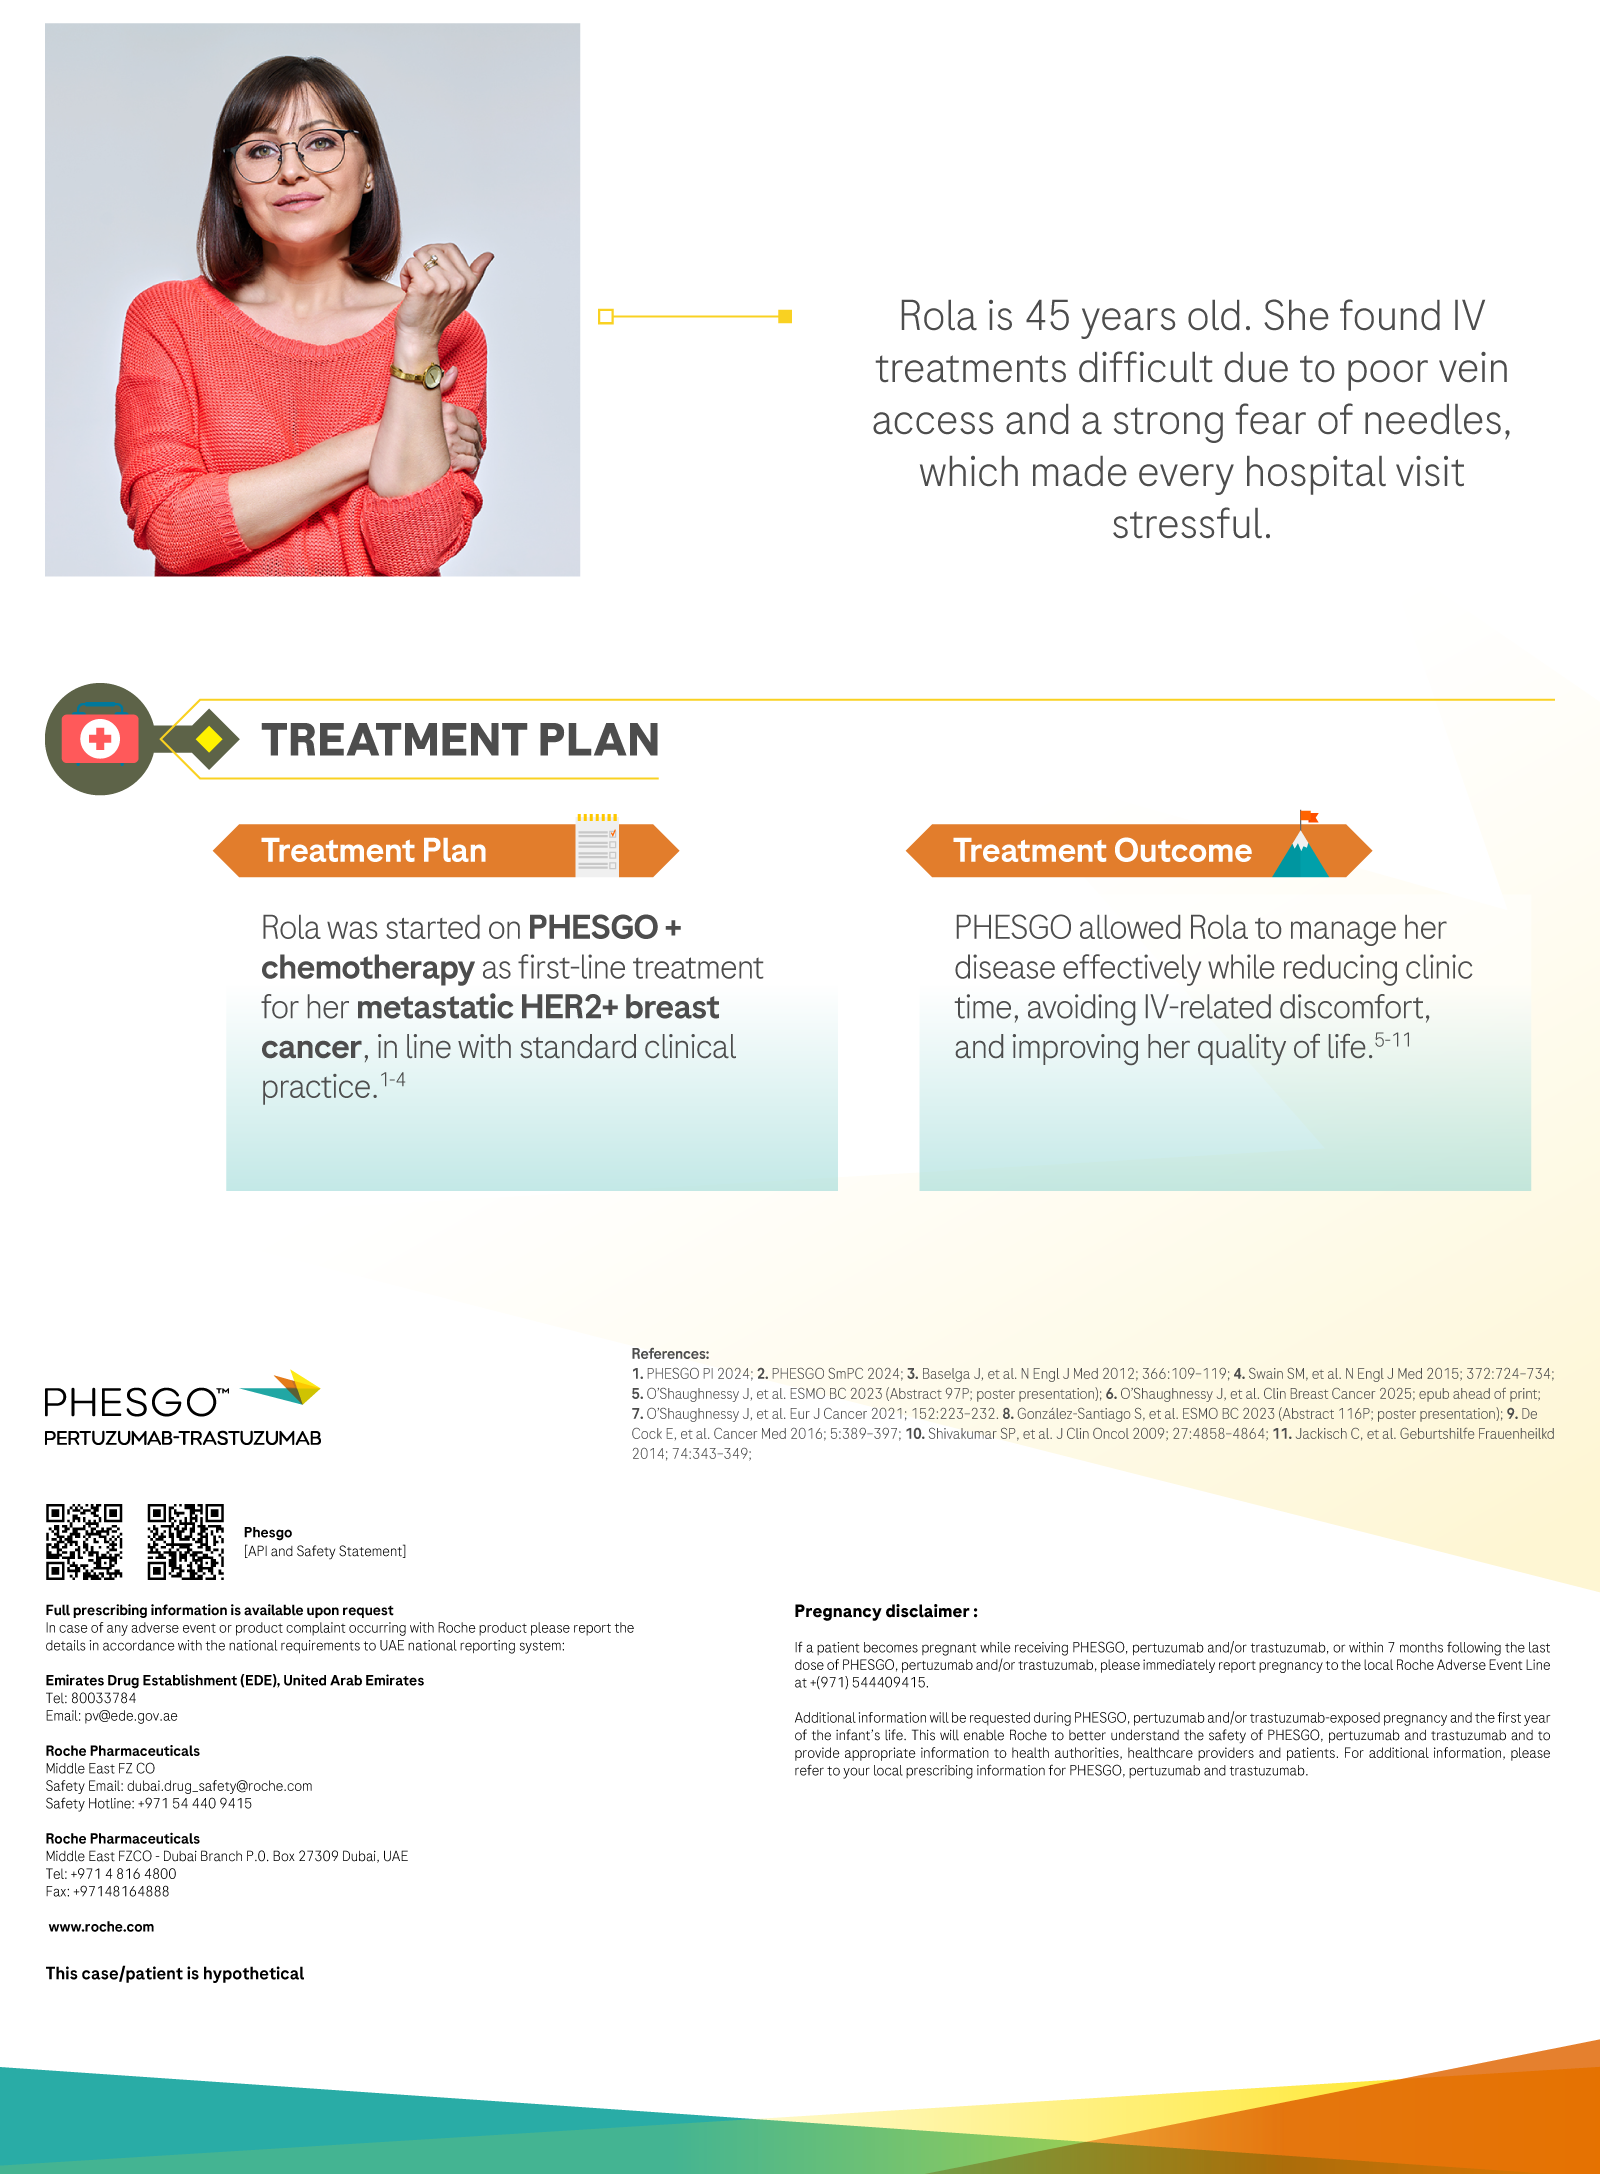 Rola is 45 years old. She found IV
treatments difficult due to poor vein
access and a strong fear of needles,
which made every hospital visit
stressful.
TREATMENT PLAN
Treatment Plan
Rola was started on PHESGO +
chemotherapy as first-line treatment
for her metastatic HER2+ breast
cancer, in line with standard clinical
practice.1-4
Treatment Outcome
PHESGO allowed Rola to manage her
disease effectively while reducing clinic
time, avoiding IV-related discomfort,
and improving her quality of life.5-11
PHESGO™
PERTUZUMAB-TRASTUZUMAB
References:
1. PHESGO PI 2024; 2. PHESGO SmPC 2024; 3. Baselga J, et al. N Engl J Med 2012; 366:109–119; 4. Swain SM, et al. N Engl J Med 2015; 372:724–734;
5. O'Shaughnessy J, et al. ESMO BC 2023 (Abstract 97P; poster presentation); 6. O'Shaughnessy J, et al. Clin Breast Cancer 2025; epub ahead of print;
7. O'Shaughnessy J, et al. Eur J Cancer 2021; 152:223–232. 8. González-Santiago S, et al. ESMO BC 2023 (Abstract 116P; poster presentation); 9. De
Cock E, et al. Cancer Med 2016; 5:389–397; 10. Shivakumar SP, et al. J Clin Oncol 2009; 27:4858–4864; 11. Jackisch C, et al. Geburtshilfe Frauenheilkd
2014; 74:343–349;
Phesgo
[API and Safety Statement]
Full prescribing information is available upon request
In case of any adverse event or product complaint occurring with Roche product please report the
details in accordance with the national requirements to UAE national reporting system:
Emirates Drug Establishment (EDE), United Arab Emirates
Tel: 80033784
Email: pv@ede.gov.ae
Roche Pharmaceuticals
Middle East FZ CO
Safety Email: dubai.drug_safety@roche.com
Safety Hotline: +971 54 440 9415
Roche Pharmaceuticals
Middle East FZCO - Dubai Branch P.O. Box 27309 Dubai, UAE
Tel: +971 4 816 4800
Fax: +97148164888
www.roche.com
This case/patient is hypothetical
Pregnancy disclaimer :
If a patient becomes pregnant while receiving PHESGO, pertuzumab and/or trastuzumab, or within 7 months following the last
dose of PHESGO, pertuzumab and/or trastuzumab, please immediately report pregnancy to the local Roche Adverse Event Line
at +(971) 544409415.
Additional information will be requested during PHESGO, pertuzumab and/or trastuzumab-exposed pregnancy and the first year
of the infant's life. This will enable Roche to better understand the safety of PHESGO, pertuzumab and trastuzumab and to
provide appropriate information to health authorities, healthcare providers and patients. For additional information, please
refer to your local prescribing information for PHESGO, pertuzumab and trastuzumab.